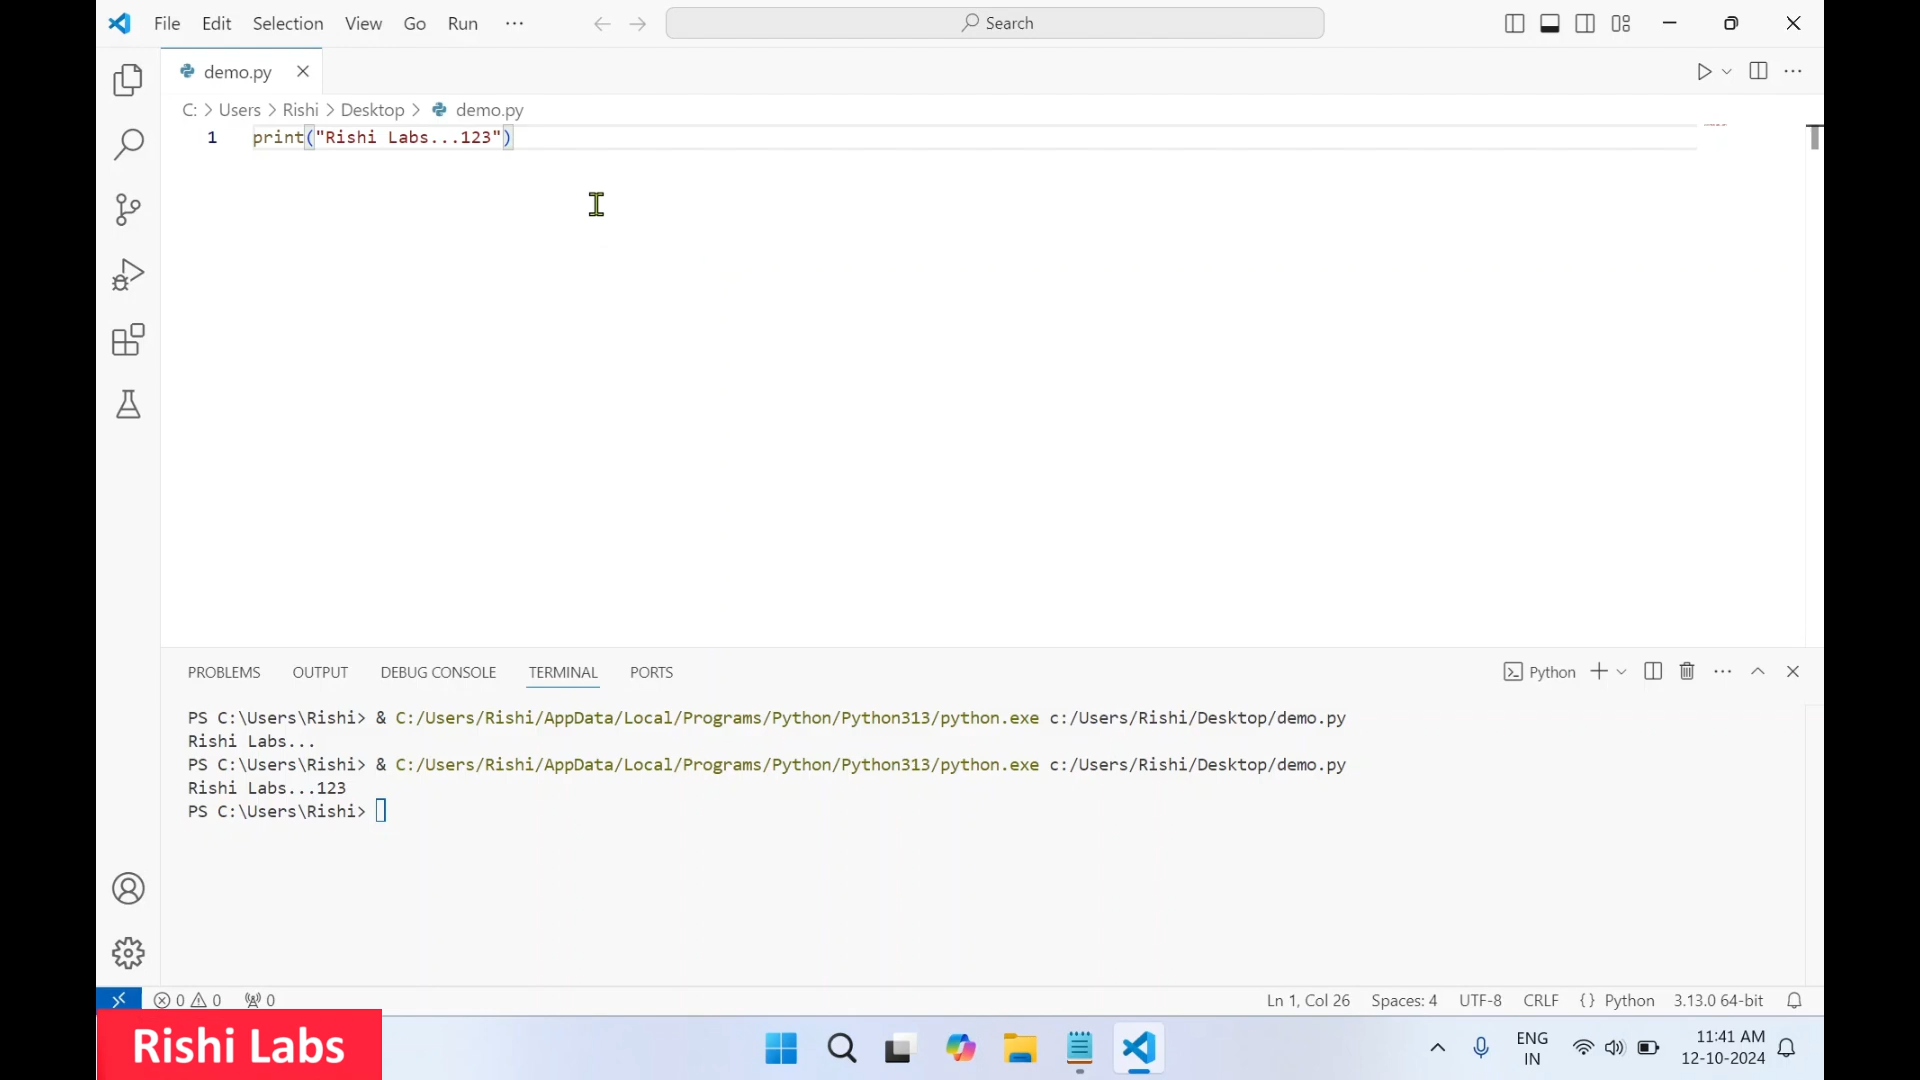 File Edit Selection View Go Run ... Search
demo.py
C: > Users > Rishi > Desktop > demo.py
1 print("Rishi Labs...123")
PROBLEMS OUTPUT DEBUG CONSOLE TERMINAL PORTS Python
PS C:\Users\Rishi> & C:/Users/Rishi/AppData/Local/Programs/Python/Python313/python.exe c:/Users/Rishi/Desktop/demo.py
Rishi Labs...
PS C:\Users\Rishi> & C:/Users/Rishi/AppData/Local/Programs/Python/Python313/python.exe c:/Users/Rishi/Desktop/demo.py
Rishi Labs...123
PS C:\Users\Rishi>
0 0 0 Ln 1, Col 26 Spaces: 4 UTF-8 CRLF {} Python 3.13.0 64-bit
Rishi Labs
ENG
IN
11:41 AM
12-10-2024